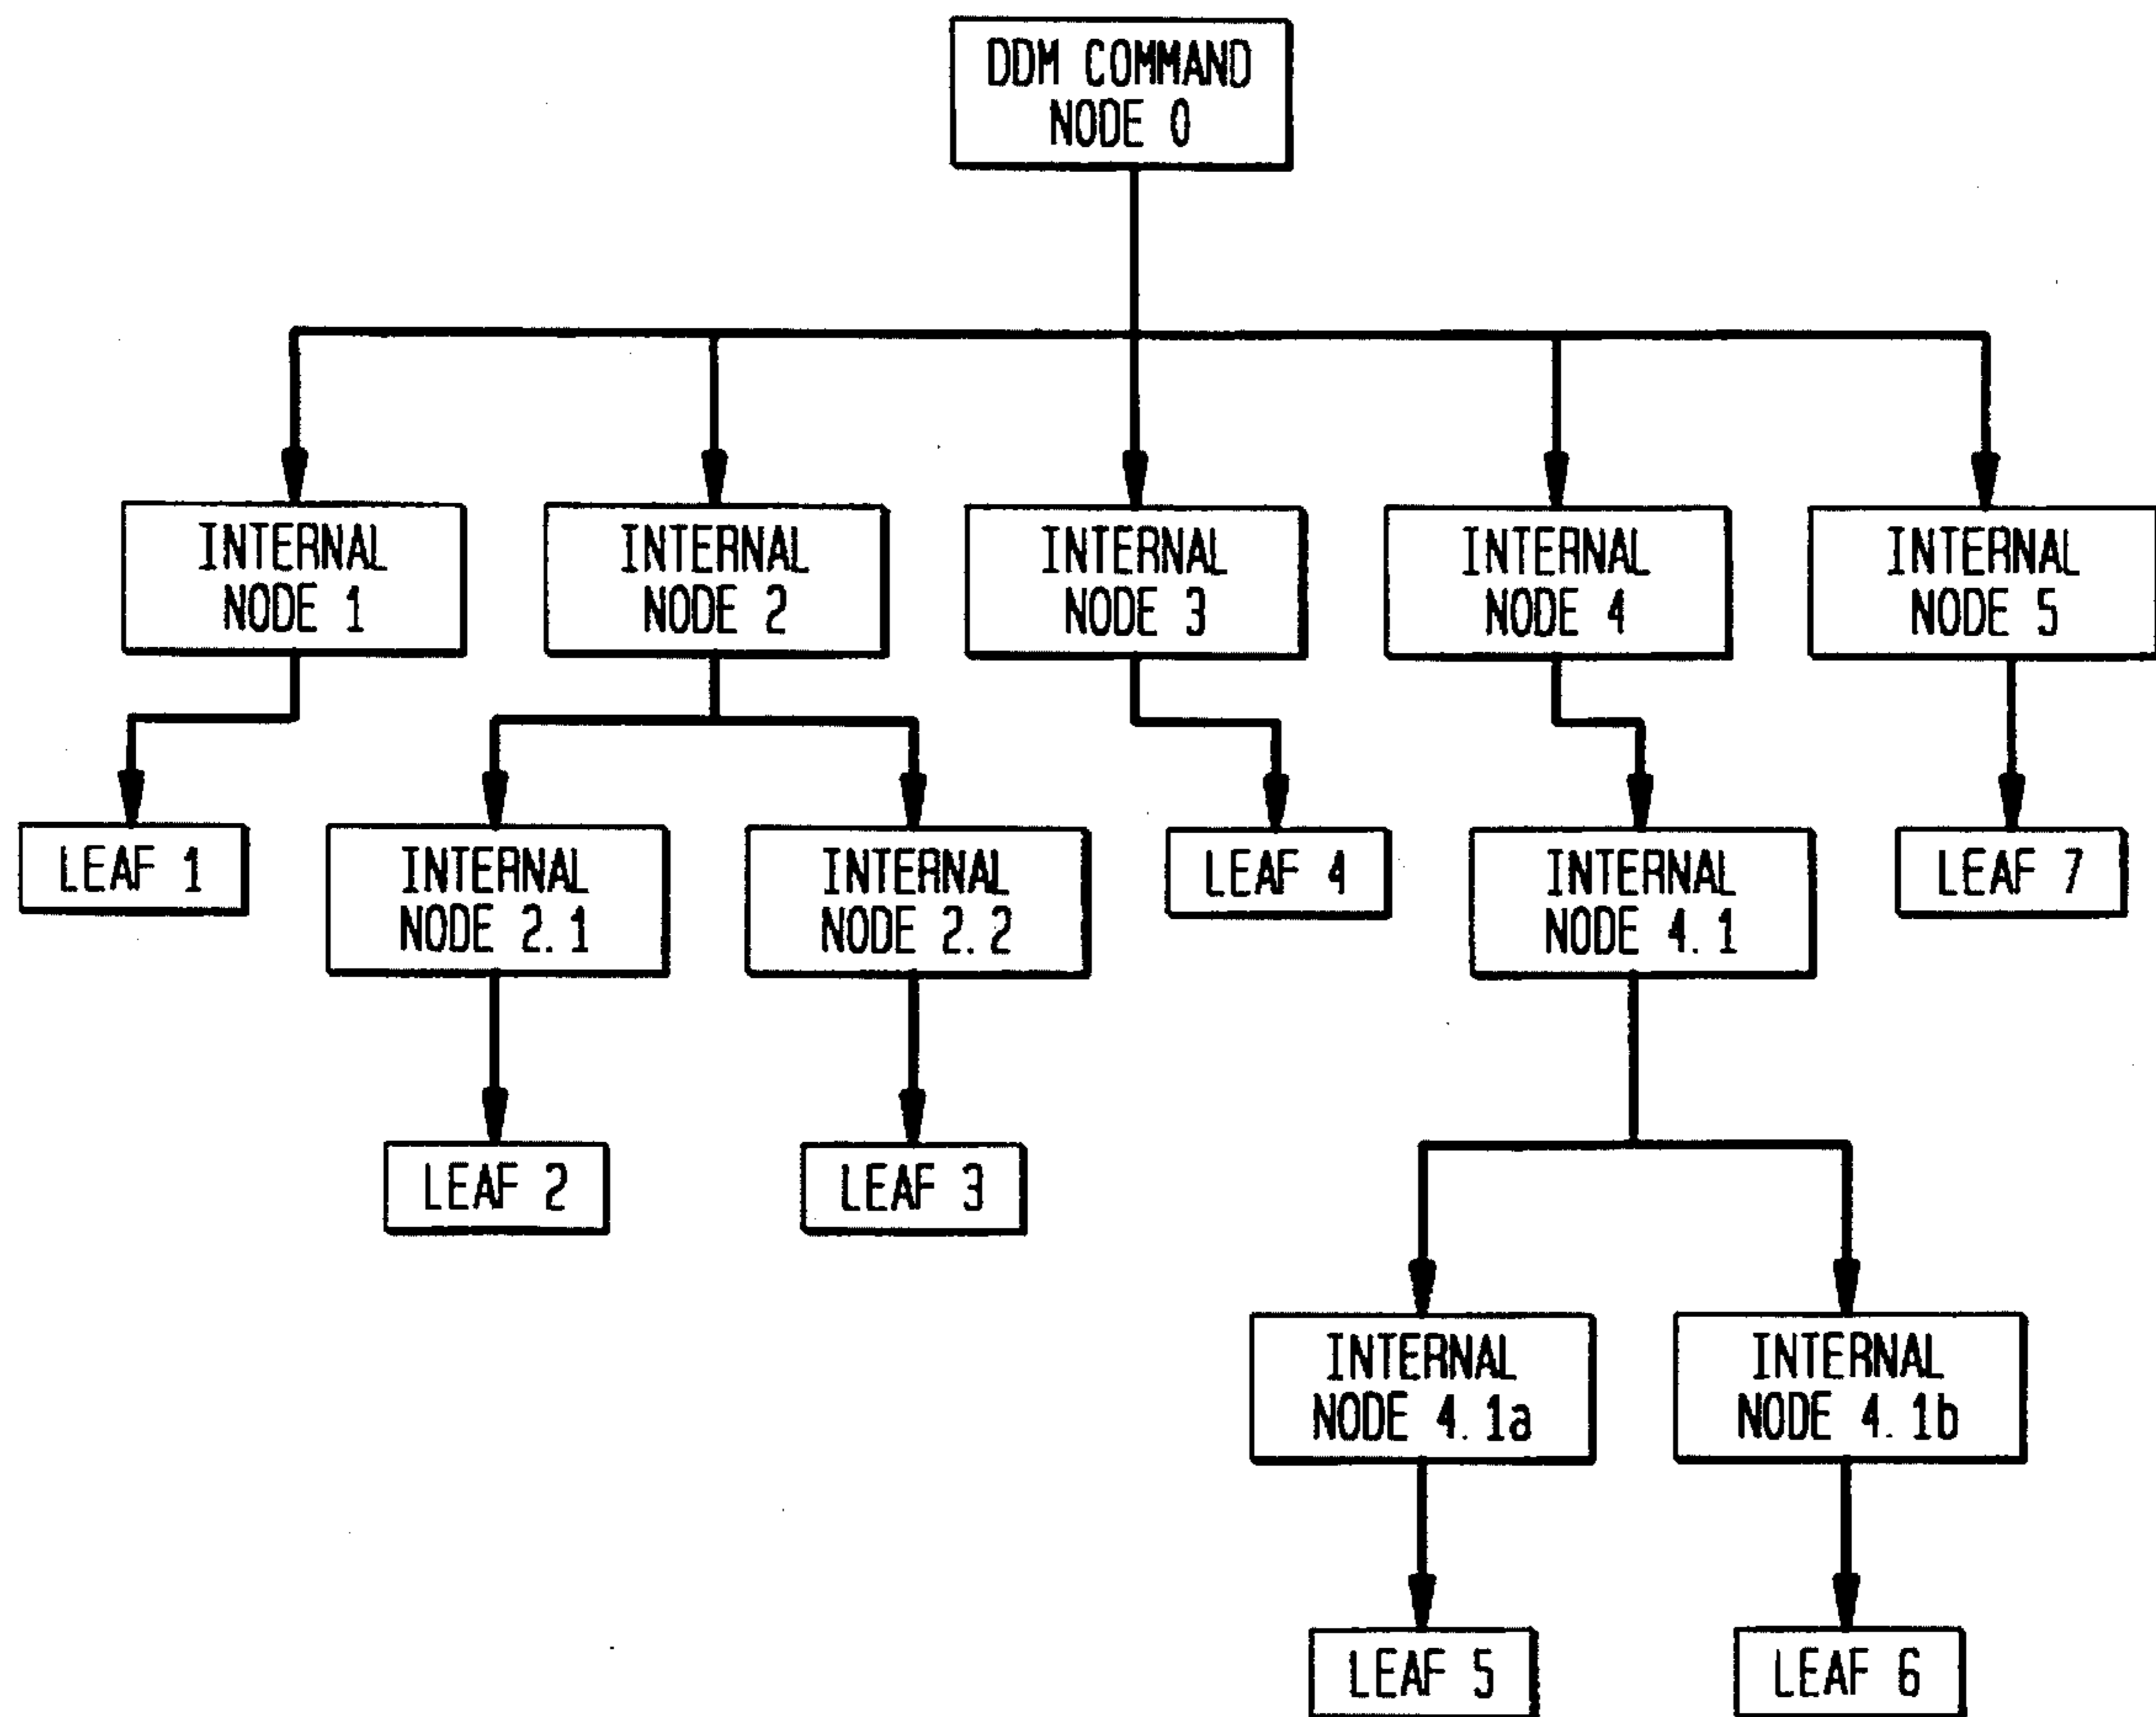 DDM COMMAND
NODE 0
INTERNAL
NODE 1
INTERNAL
NODE 2
INTERNAL
NODE 3
INTERNAL
NODE 4
INTERNAL
NODE 5
LEAF 1
INTERNAL
NODE 2.1
INTERNAL
NODE 2.2
LEAF 4
INTERNAL
NODE 4.1
LEAF 7
LEAF 2
LEAF 3
INTERNAL
NODE 4.1a
INTERNAL
NODE 4.1b
LEAF 5
LEAF 6